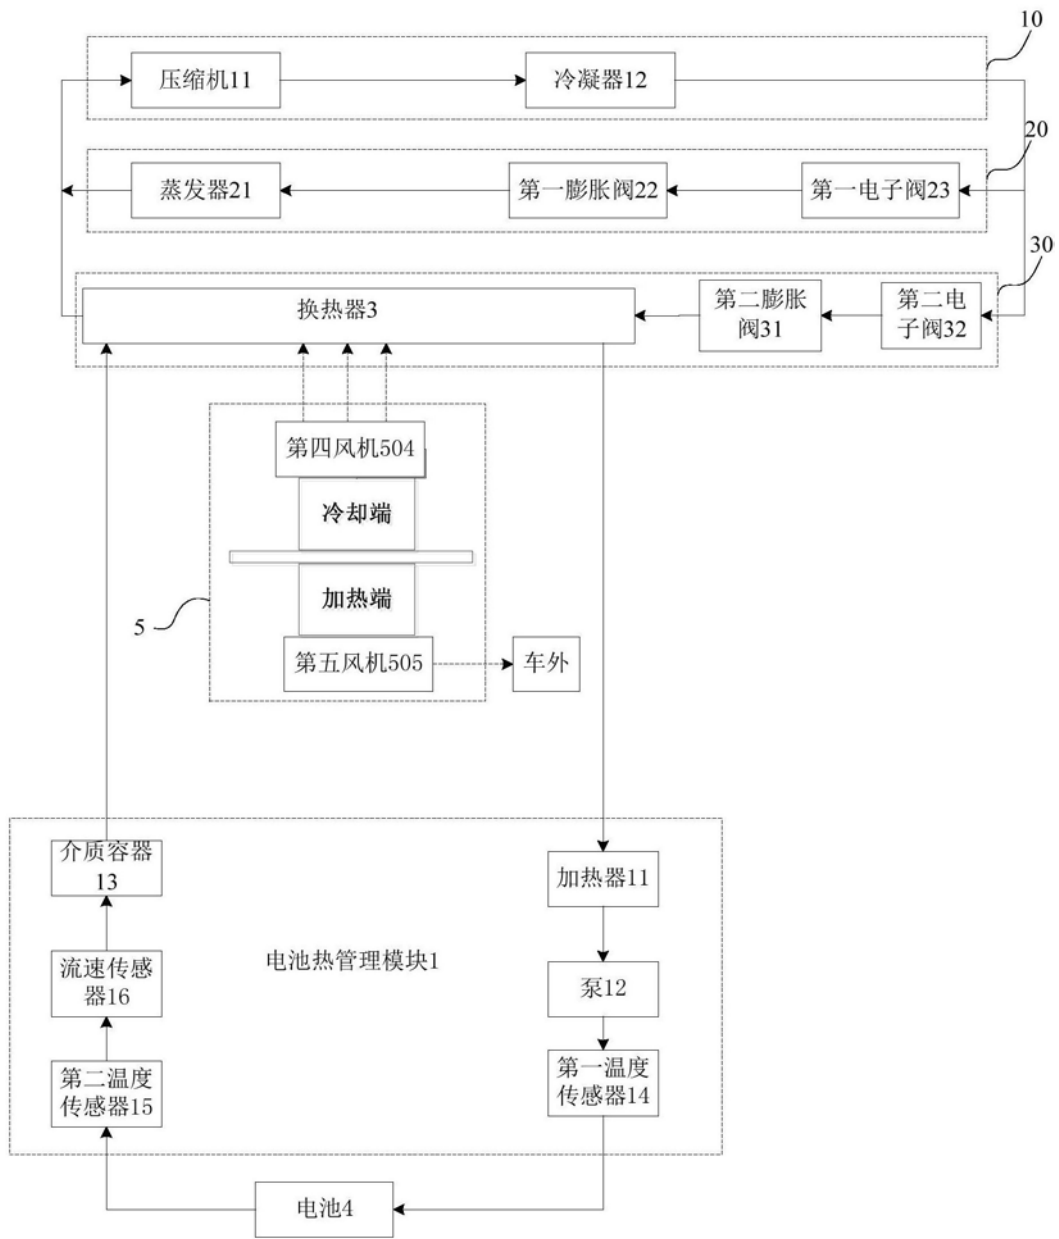 10
压缩机11
冷凝器12
20
蒸发器21
第一膨胀阀22
第一电子阀23
30
换热器3
第二膨胀
阀31
第二电
子阀32
第四风机504
冷却端
加热端
5
第五风机505
车外
介质容器
13
加热器11
电池热管理模块1
流速传感
器16
泵12
第二温度
传感器15
第一温度
传感器14
电池4